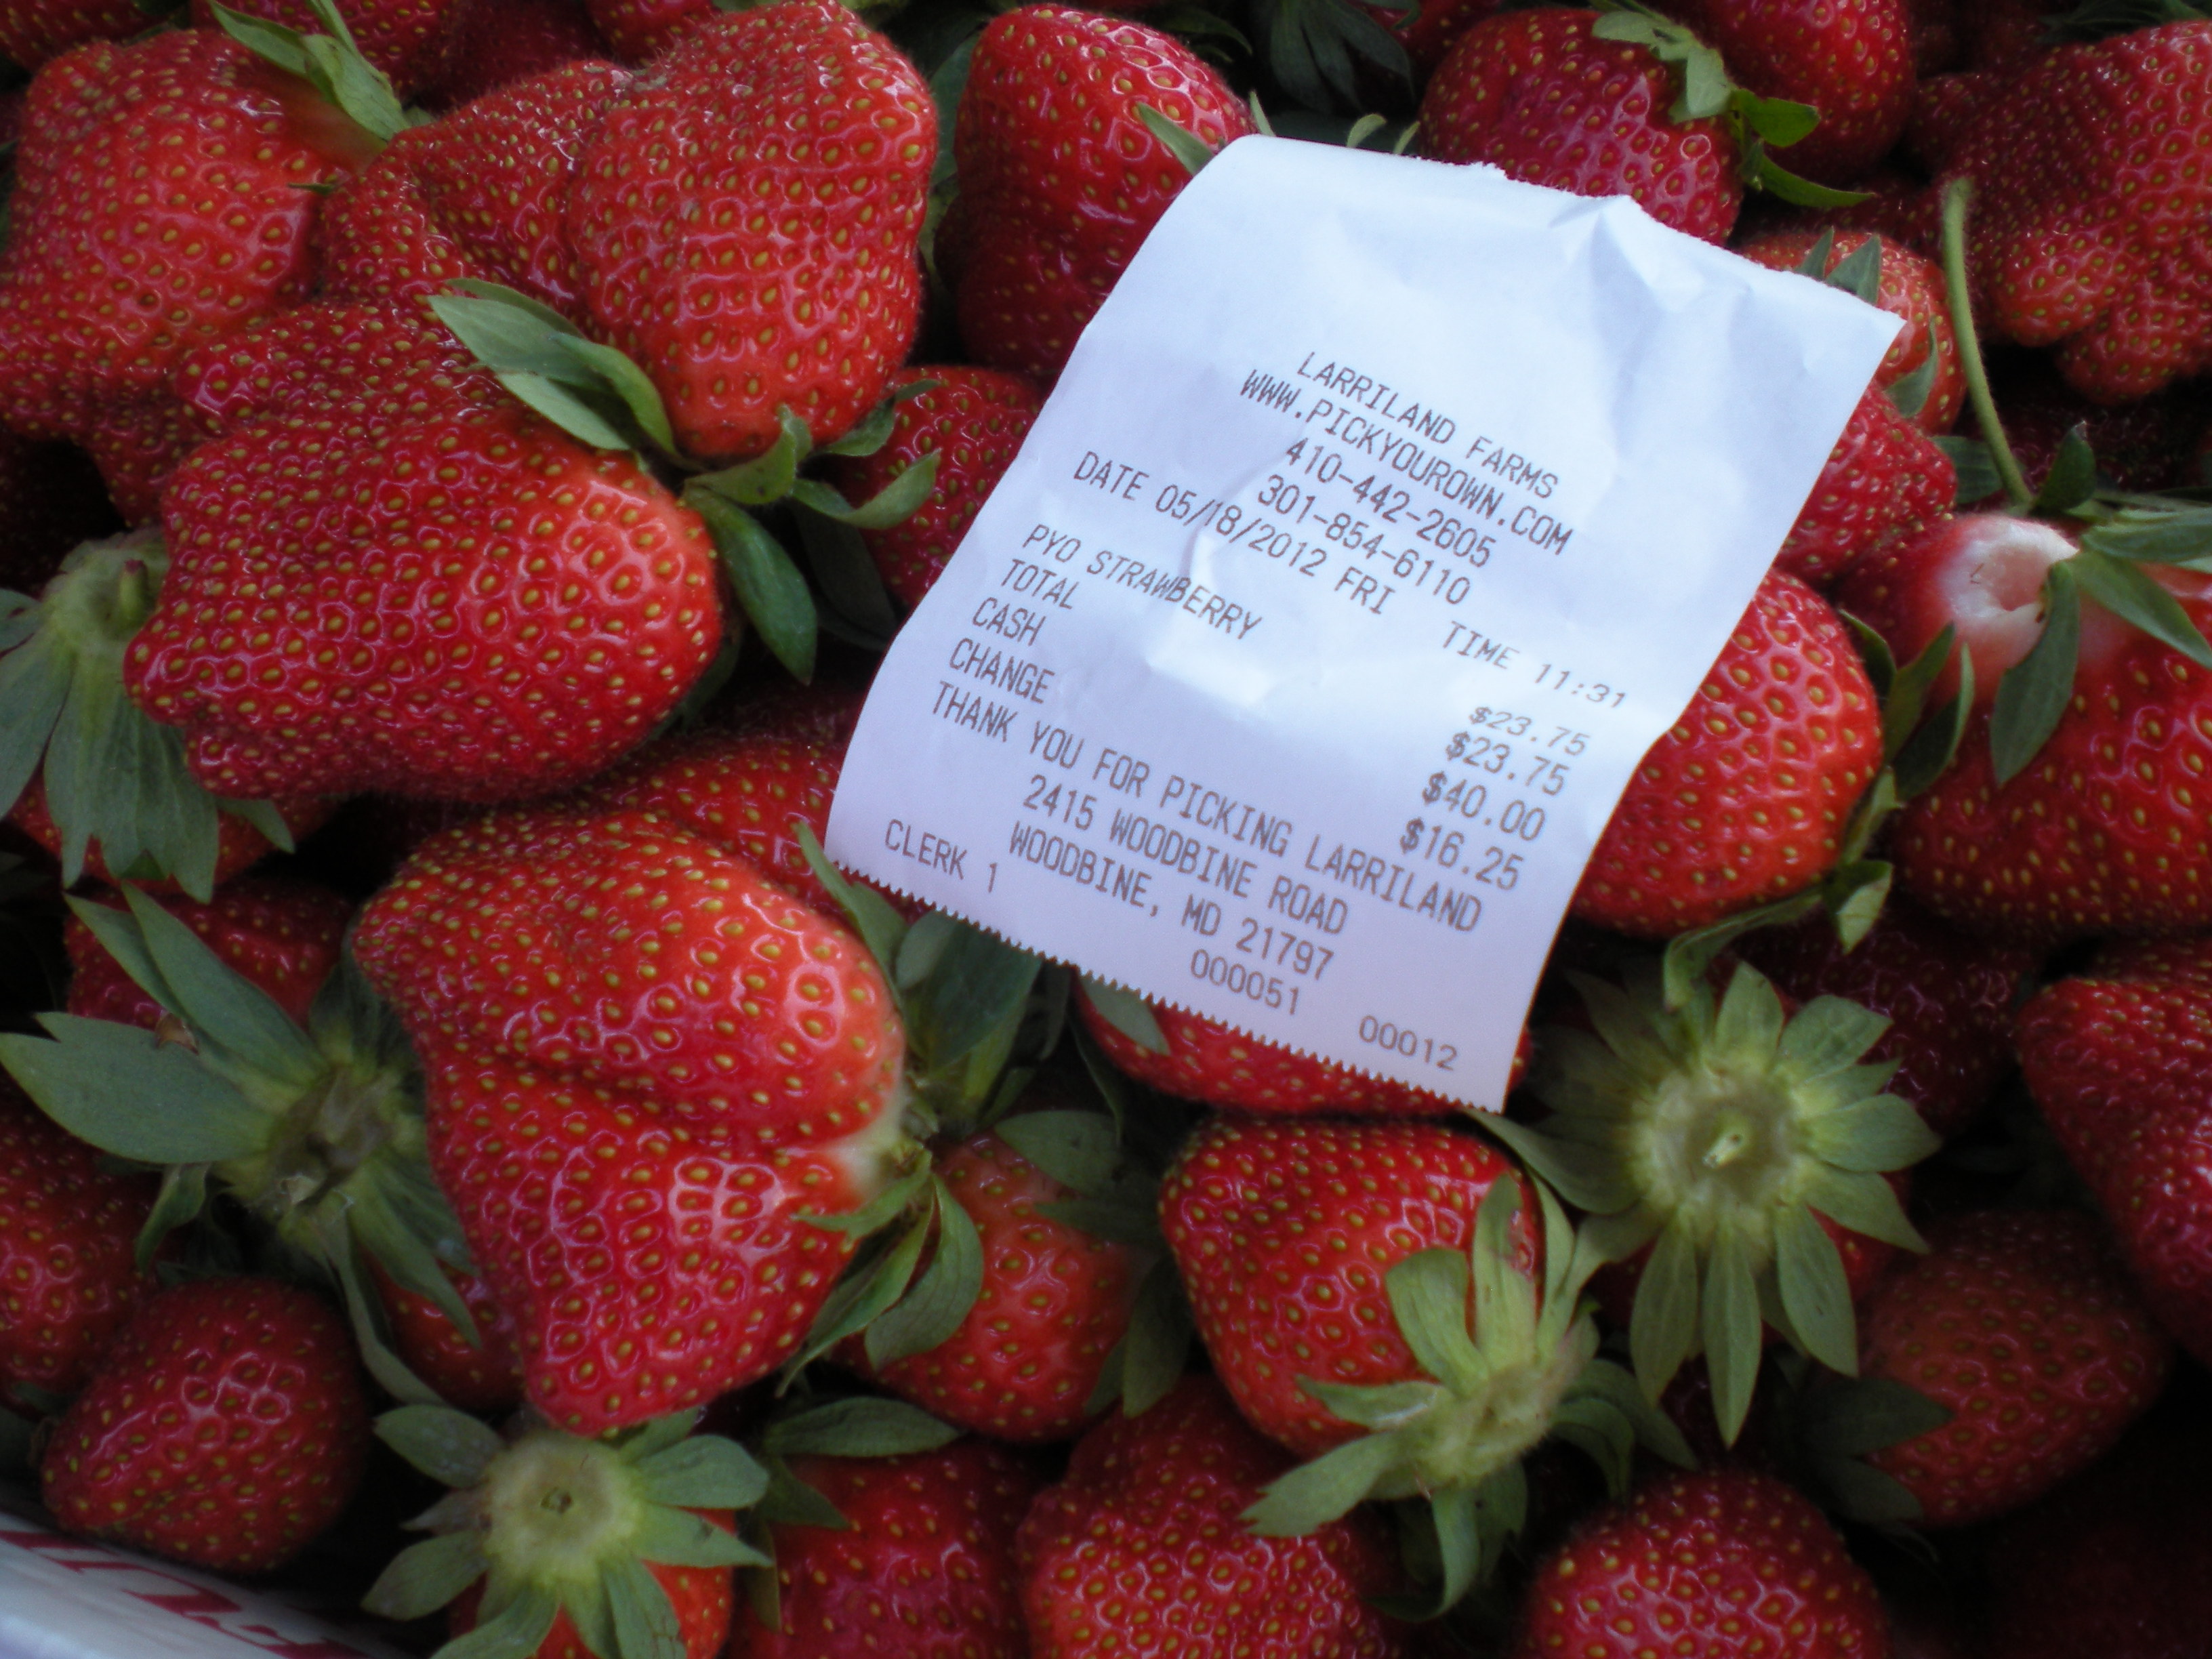 LARRILAND FARMS
WWW.PICKYOUROWN.COM
410-442-2605
301-854-6110
DATE 05/18/2012 FRI TIME 11:31
PYO STRAWBERRY $23.75
TOTAL $23.75
CASH $40.00
CHANGE $16.25
THANK YOU FOR PICKING LARRILAND
2415 WOODBINE ROAD
WOODBINE, MD 21797
CLERK 1 000051 00012